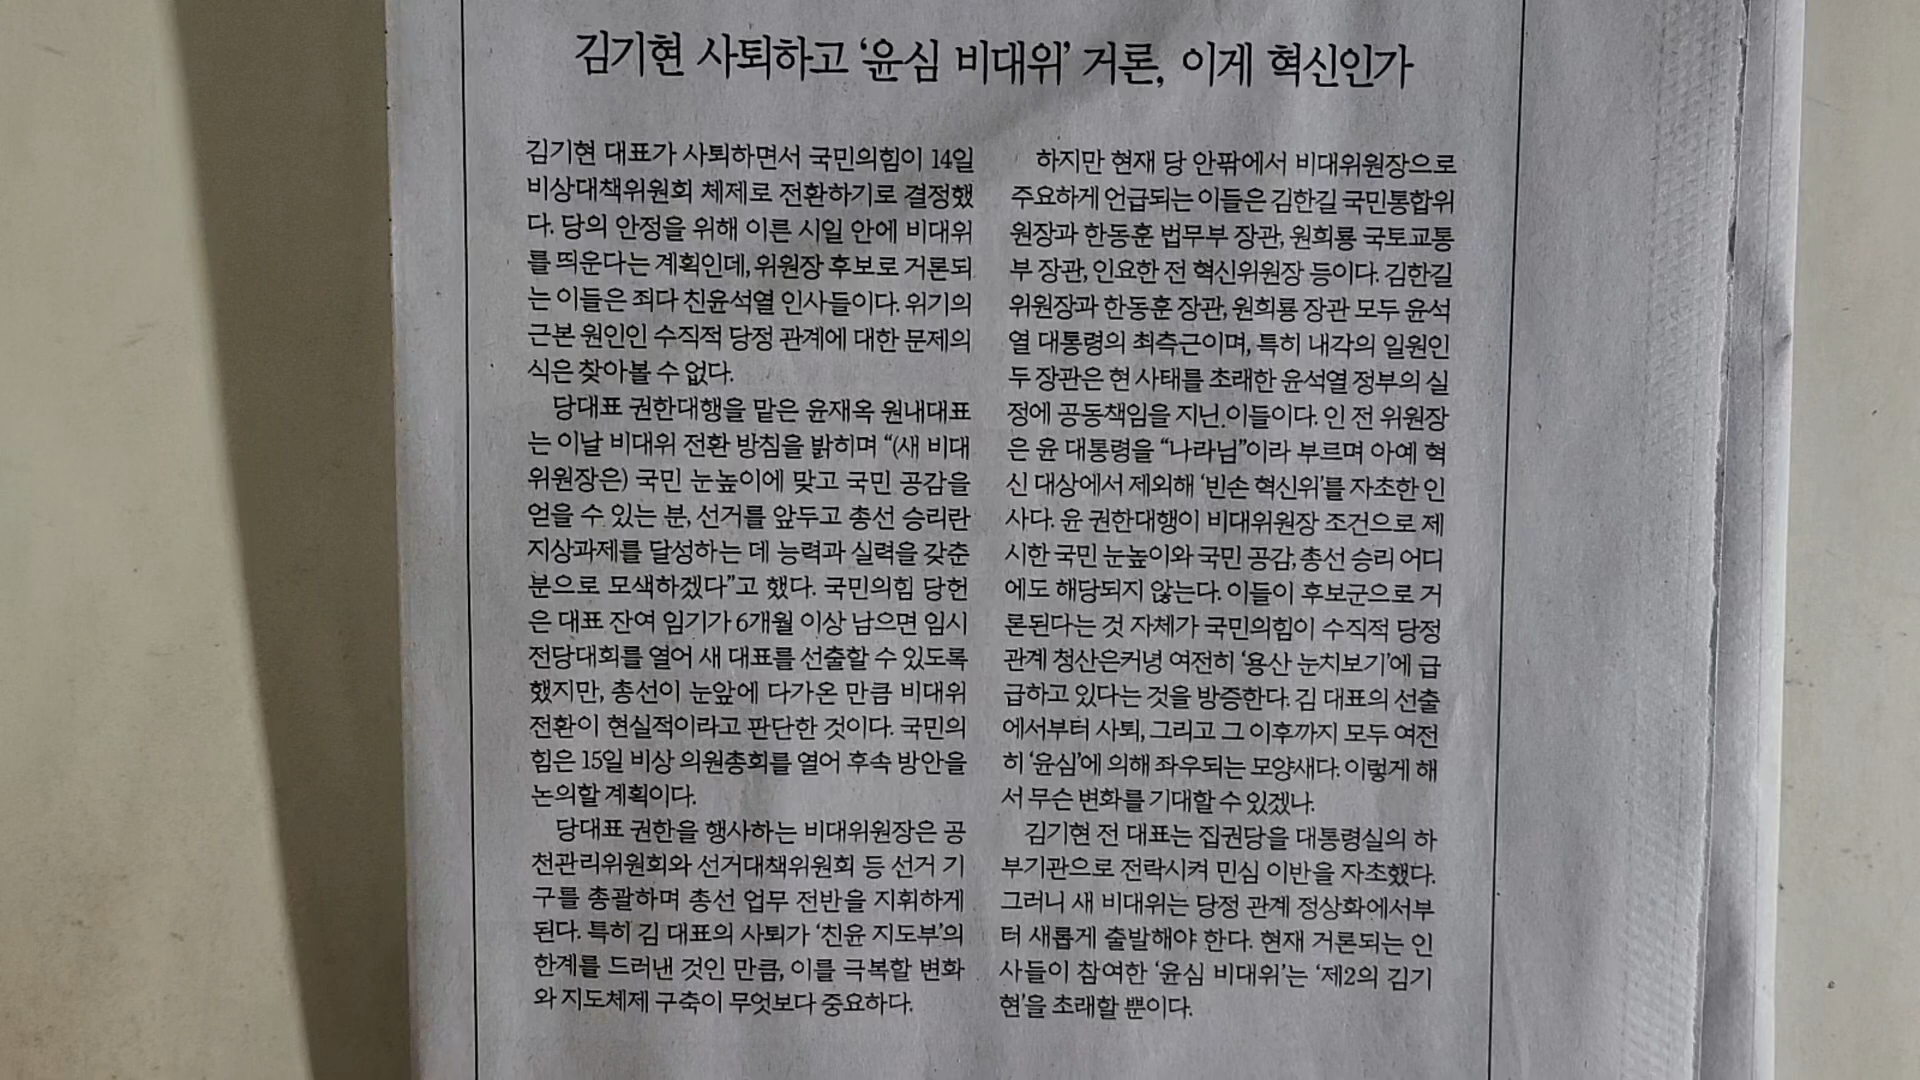 김기현 사퇴하고 ‘윤심 비대위’ 거론, 이게 혁신인가
김기현 대표가 사퇴하면서 국민의힘이 14일
비상대책위원회 체제로 전환하기로 결정했
다. 당의 안정을 위해 이른 시일 안에 비대위
를 띄운다는 계획인데, 위원장 후보로 거론되
는 이들은 죄다 친윤석열 인사들이다. 위기의
근본 원인인 수직적 당정 관계에 대한 문제의
식은 찾아볼 수 없다.
당대표 권한대행을 맡은 윤재옥 원내대표
는 이날 비대위 전환 방침을 밝히며 “(새 비대
위원장은) 국민 눈높이에 맞고 국민 공감을
얻을 수 있는 분, 선거를 앞두고 총선 승리란
지상과제를 달성하는 데 능력과 실력을 갖춘
분으로 모색하겠다”고 했다. 국민의힘 당헌
은 대표 잔여 임기가 6개월 이상 남으면 임시
전당대회를 열어 새 대표를 선출할 수 있도록
했지만, 총선이 눈앞에 다가온 만큼 비대위
전환이 현실적이라고 판단한 것이다. 국민의
힘은 15일 비상 의원총회를 열어 후속 방안을
논의할 계획이다.
당대표 권한을 행사하는 비대위원장은 공
천관리위원회와 선거대책위원회 등 선거 기
구를 총괄하며 총선 업무 전반을 지휘하게
된다. 특히 김 대표의 사퇴가 ‘친윤 지도부’의
한계를 드러낸 것인 만큼, 이를 극복할 변화
와 지도체제 구축이 무엇보다 중요하다.
하지만 현재 당 안팎에서 비대위원장으로
주요하게 언급되는 이들은 김한길 국민통합위
원장과 한동훈 법무부 장관, 원희룡 국토교통
부 장관, 인요한 전 혁신위원장 등이다. 김한길
위원장과 한동훈 장관, 원희룡 장관 모두 윤석
열 대통령의 최측근이며, 특히 내각의 일원인
두 장관은 현 사태를 초래한 윤석열 정부의 실
정에 공동책임을 지닌 이들이다. 인 전 위원장
은 윤 대통령을 “나라님”이라 부르며 아예 혁
신 대상에서 제외해 ‘빈손 혁신위’를 자초한 인
사다. 윤 권한대행이 비대위원장 조건으로 제
시한 국민 눈높이와 국민 공감, 총선 승리 어디
에도 해당되지 않는다. 이들이 후보군으로 거
론된다는 것 자체가 국민의힘이 수직적 당정
관계 청산은커녕 여전히 ‘용산 눈치보기’에 급
급하고 있다는 것을 방증한다. 김 대표의 선출
에서부터 사퇴, 그리고 그 이후까지 모두 여전
히 ‘윤심’에 의해 좌우되는 모양새다. 이렇게 해
서 무슨 변화를 기대할 수 있겠나.
김기현 전 대표는 집권당을 대통령실의 하
부기관으로 전락시켜 민심 이반을 자초했다.
그러니 새 비대위는 당정 관계 정상화에서부
터 새롭게 출발해야 한다. 현재 거론되는 인
사들이 참여한 ‘윤심 비대위’는 ‘제2의 김기
현’을 초래할 뿐이다.